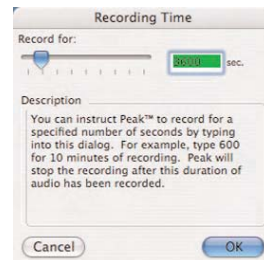 Recording Time
Record for:
3600 sec.
Description
You can instruct Peak™ to record for a
specified number of seconds by typing
into this dialog. For example, type 600
for 10 minutes of recording. Peak will
stop the recording after this duration of
audio has been recorded.
Cancel OK